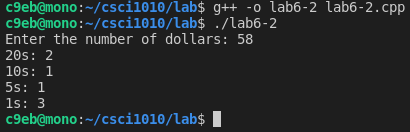 c9eb@mono:~/csci1010/lab$ g++ -o lab6-2 lab6-2.cpp
c9eb@mono:~/csci1010/lab$ ./lab6-2
Enter the number of dollars: 58
20s: 2
10s: 1
5s: 1
1s: 3
c9eb@mono:~/csci1010/lab$